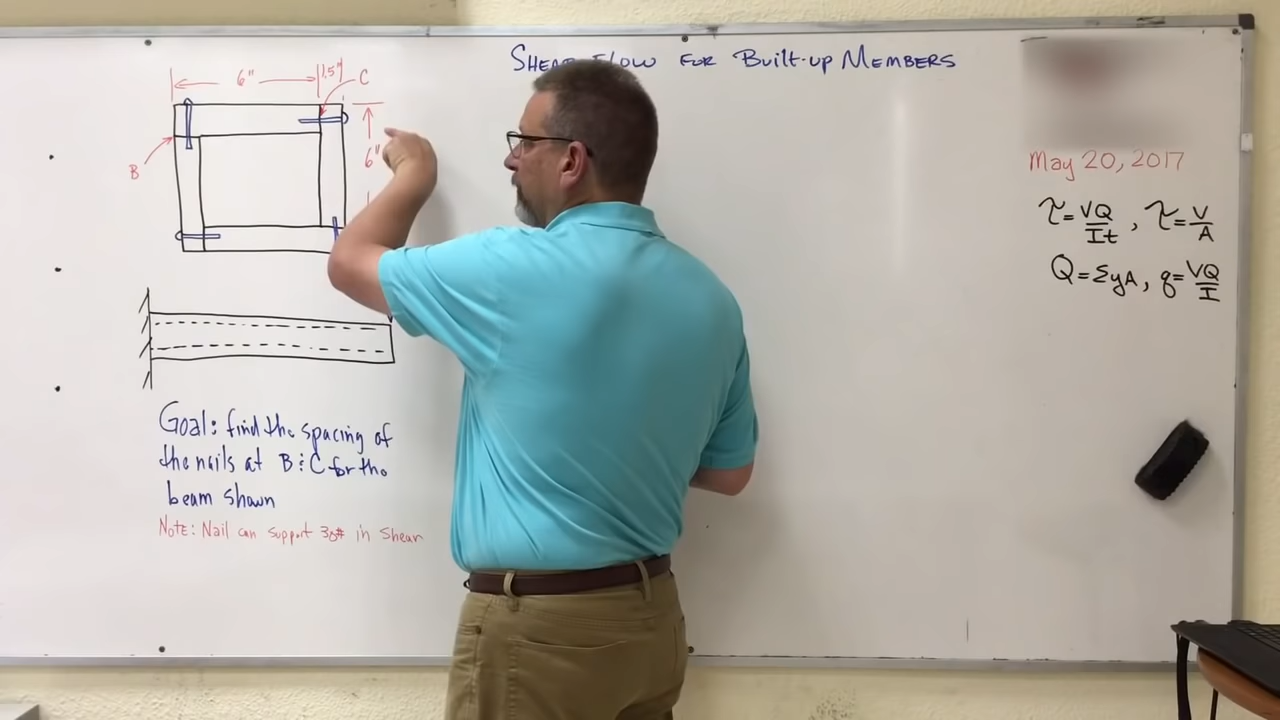 SHEAR FLOW FOR Built-up MEMBERS
6" 1.5" C
6"
B
May 20, 2017
τ=VQ/It, τ=V/A
Q=ΣyA, q=VQ/I
Goal: find the spacing of
the nails at B & C for the
beam shawn
NOTE: Nail can support 30# in shear